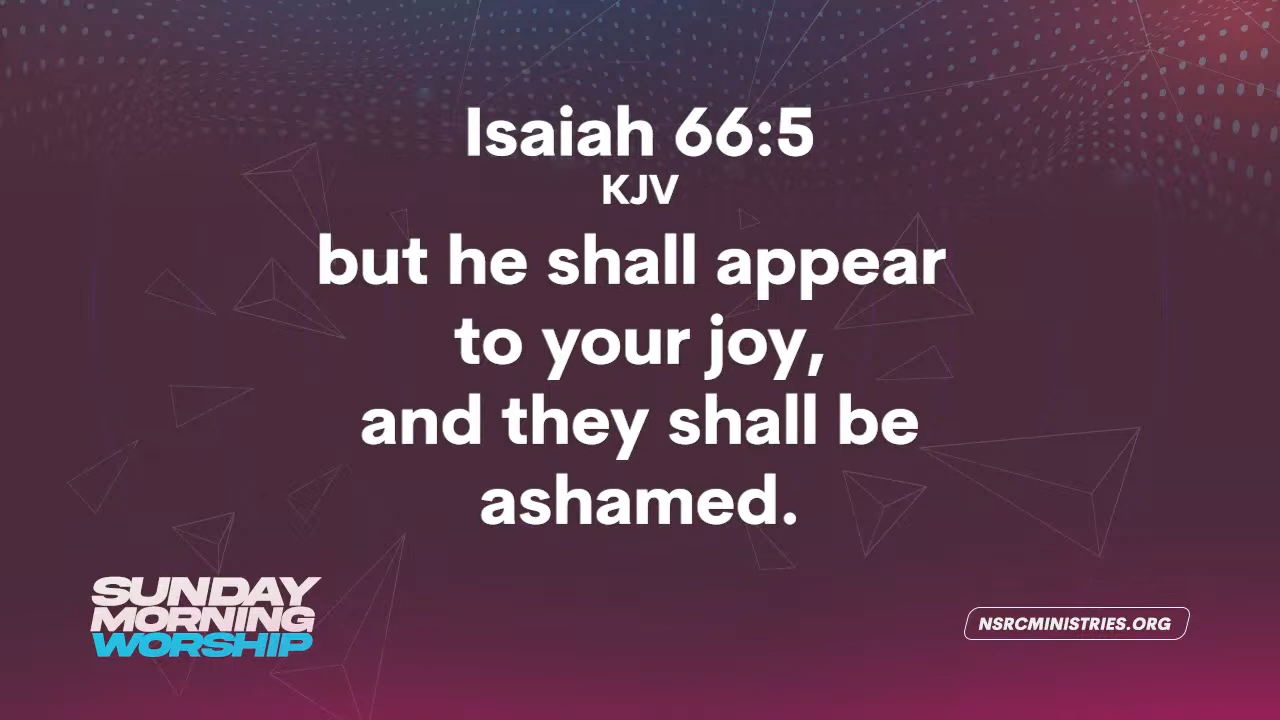 Isaiah 66:5
KJV
but he shall appear
to your joy,
and they shall be
ashamed.
SUNDAY
MORNING
WORSHIP
NSRCMINISTRIES.ORG